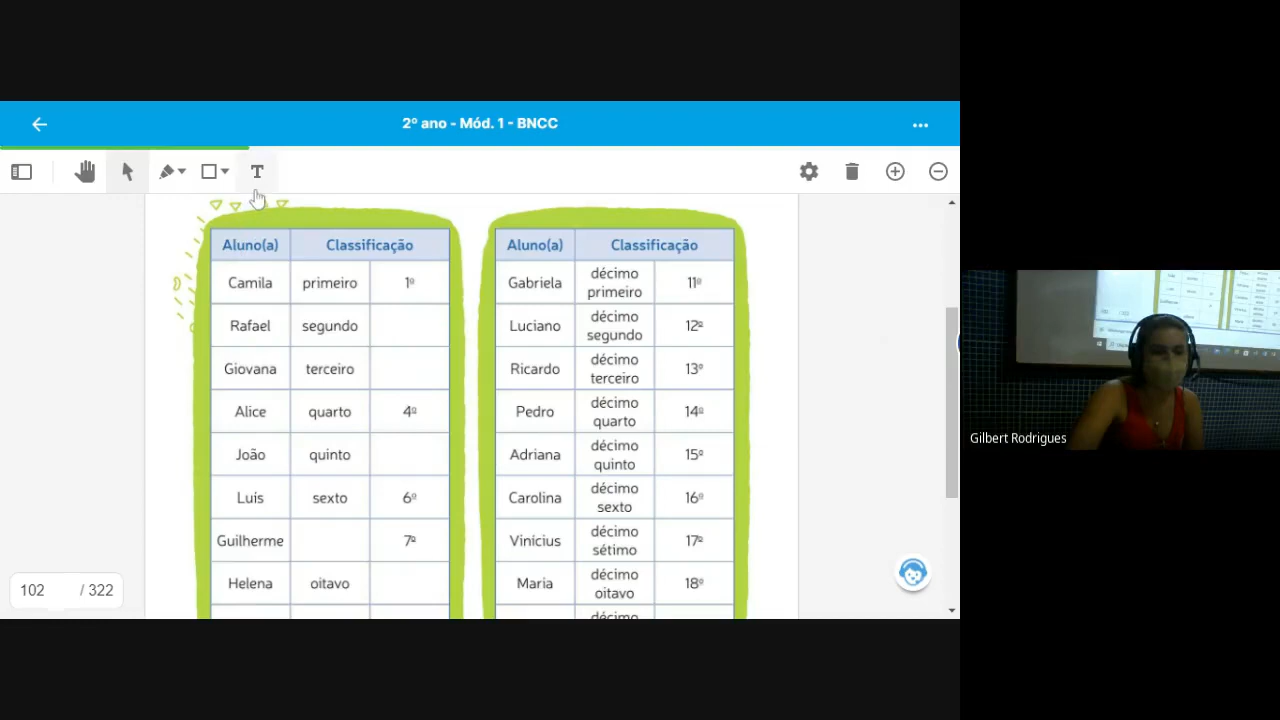 2º ano - Mód. 1 - BNCC
Aluno(a) Classificação
Camila primeiro 1º
Rafael segundo
Giovana terceiro
Alice quarto 4º
João quinto
Luis sexto 6º
Guilherme 7º
Helena oitavo
Aluno(a) Classificação
Gabriela décimo primeiro 11º
Luciano décimo segundo 12º
Ricardo décimo terceiro 13º
Pedro décimo quarto 14º
Adriana décimo quinto 15º
Carolina décimo sexto 16º
Vinícius décimo sétimo 17º
Maria décimo oitavo 18º
décimo
102 / 322
Gilbert Rodrigues